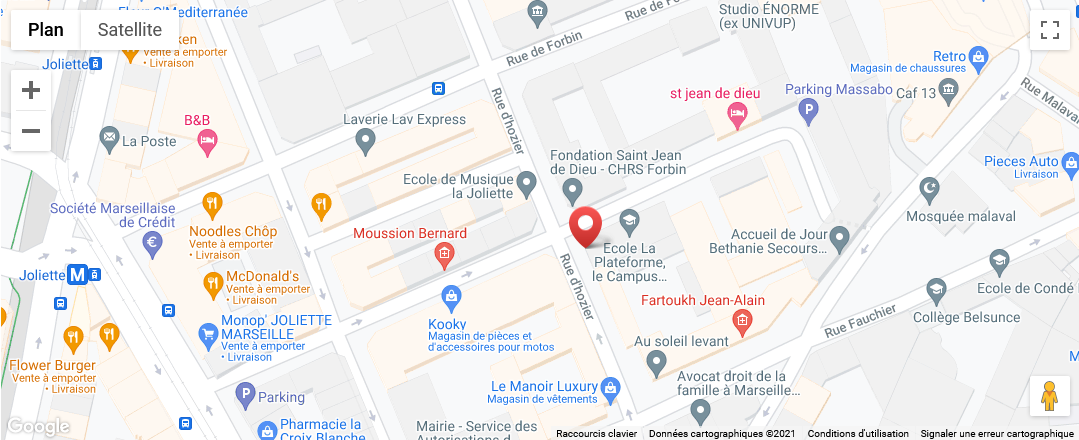 Plan
Satellite
Mediterranée
Joliette
Vente à emporter
• Livraison
Rue de Forbin
Rue de Forbin
Studio ÉNORME
(ex UNIVUP)
Retro
Magasin de chaussures
Caf 13
Rue Malaval
st jean de dieu
Parking Massabo
B&B
La Poste
Laverie Lav Express
Rue d'hozier
Fondation Saint Jean
de Dieu - CHRS Forbin
Pieces Auto
Livraison
Ecole de Musique
la Joliette
Mosquée malaval
Société Marseillaise
de Crédit
Noodles Chôp
Vente à emporter
• Livraison
Moussion Bernard
Ecole La
Plateforme,
le Campus...
Accueil de Jour
Bethanie Secours...
Joliette
M
McDonald's
Vente à emporter
• Livraison
Rue d'hozier
Ecole de Condé
Collège Belsunce
Fartoukh Jean-Alain
Rue Fauchier
Monop' JOLIETTE
MARSEILLE
Vente à emporter
• Livraison
Kooky
Magasin de pièces et
d'accessoires pour motos
Au soleil levant
Flower Burger
Vente à emporter
• Livraison
Parking
Le Manoir Luxury
Magasin de vêtements
Avocat droit de la
famille à Marseille...
Pharmacie la
Croix Blanche
Mairie - Service des
Autorisations de
Google
Raccourcis clavier
Données cartographiques ©2021
Conditions d'utilisation
Signaler une erreur cartographique